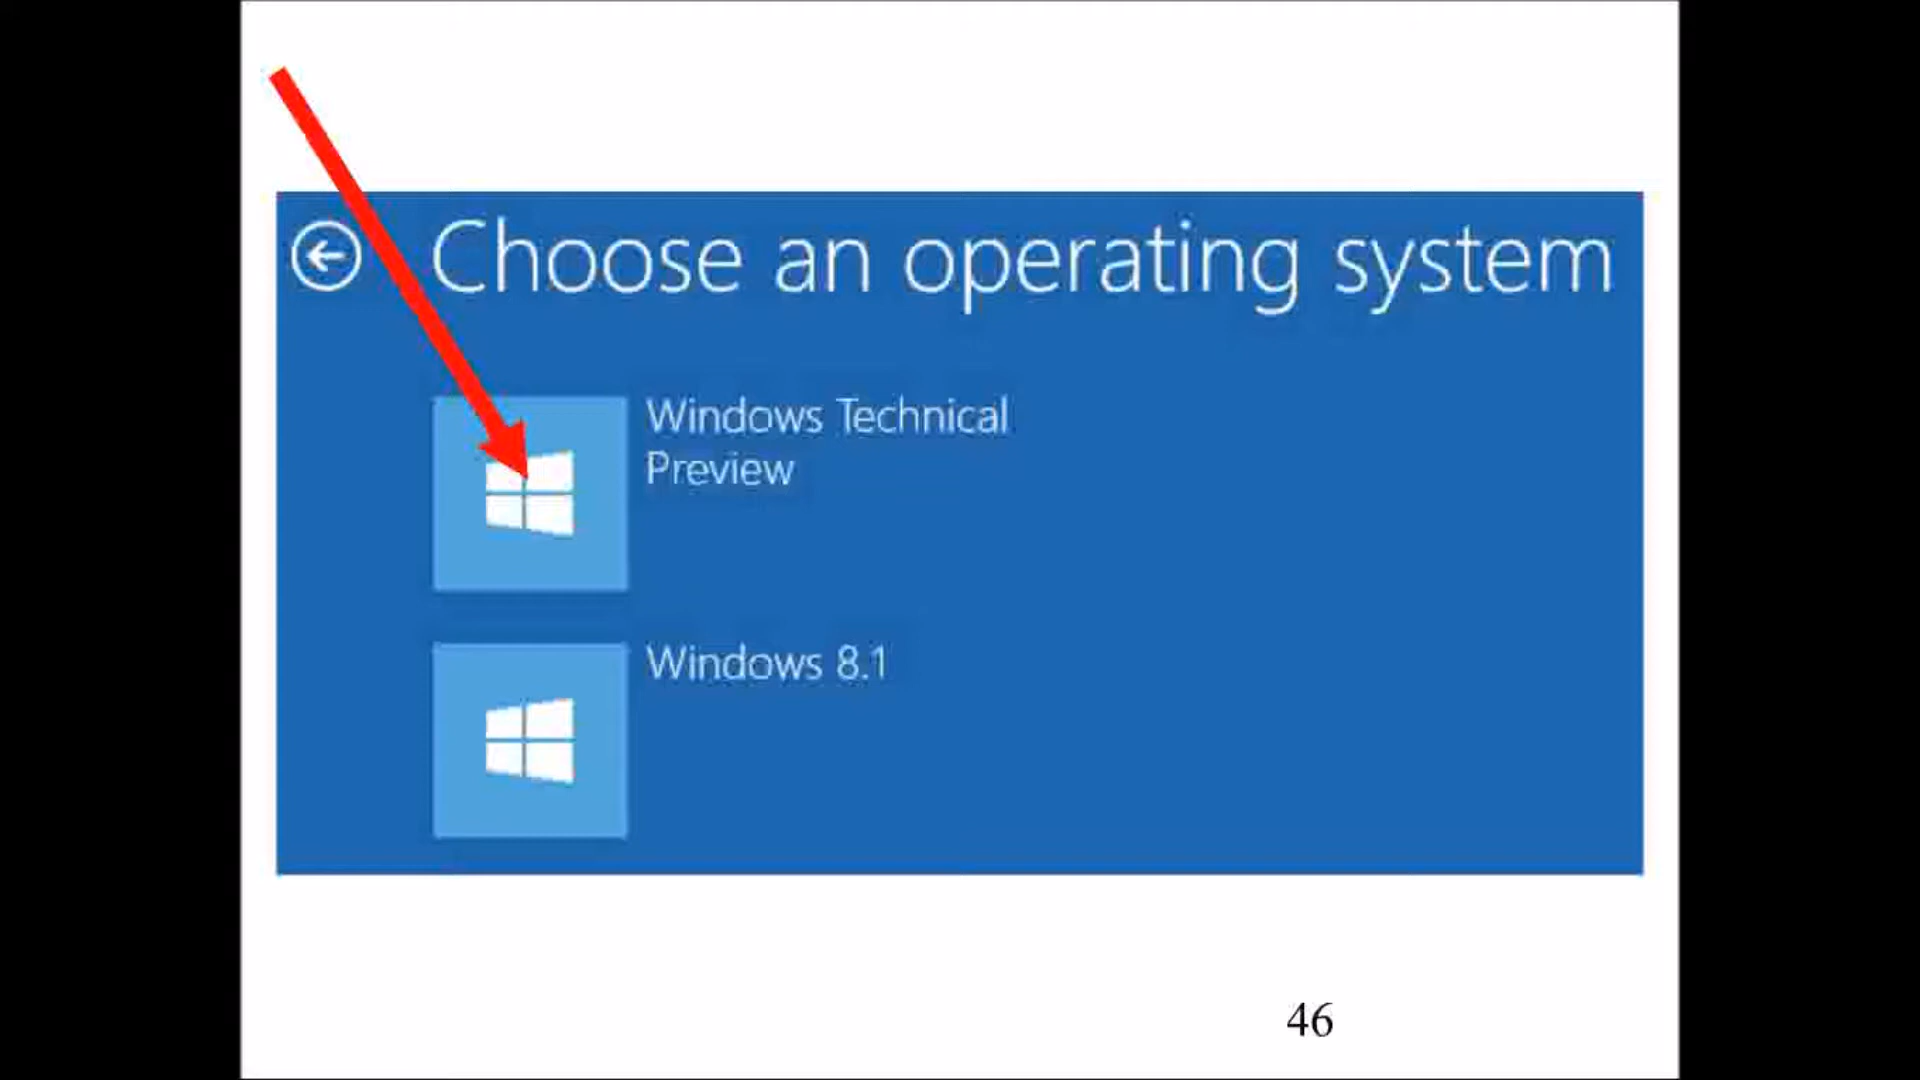 Choose an operating system
Windows Technical
Preview
Windows 8.1
46